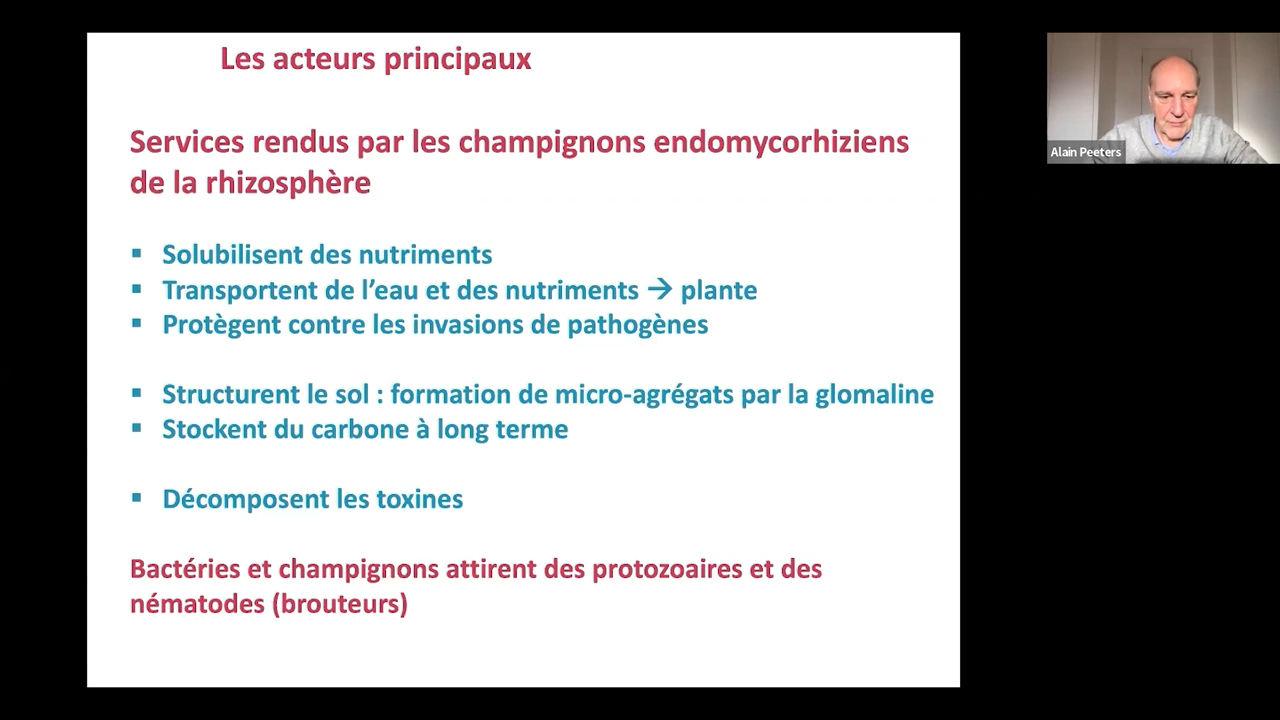 Les acteurs principaux
Services rendus par les champignons endomycorhiziens
de la rhizosphère
▪ Solubilisent des nutriments
▪ Transportent de l’eau et des nutriments → plante
▪ Protègent contre les invasions de pathogènes
▪ Structurent le sol : formation de micro-agrégats par la glomaline
▪ Stockent du carbone à long terme
▪ Décomposent les toxines
Bactéries et champignons attirent des protozoaires et des
nématodes (brouteurs)
Alain Peeters